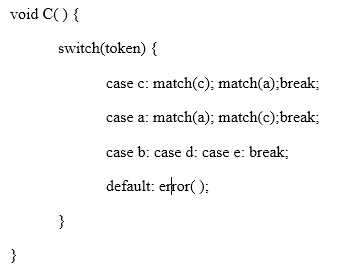 void C( ) {
switch(token) {
case c: match(c); match(a);break;
case a: match(a); match(c);break;
case b: case d: case e: break;
default: error( );
}
}